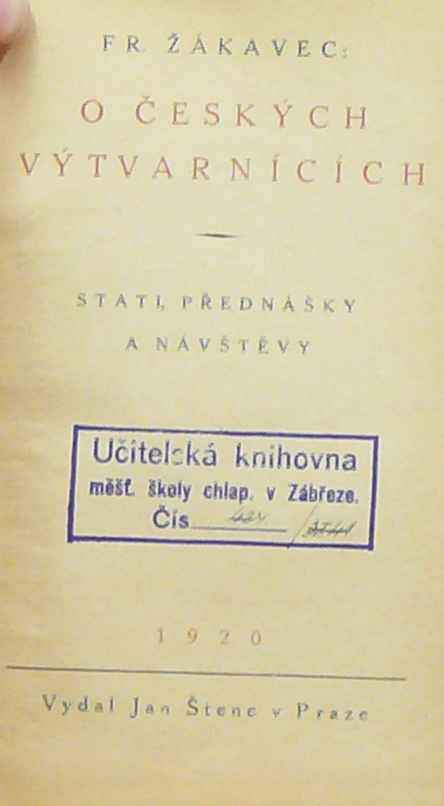 FR. ŽÁKAVEC:
O ČESKÝCH
VÝTVARNÍCÍCH
STATI, PŘEDNÁŠKY
A NÁVŠTĚVY
Učitelská knihovna
měšť. školy chlap. v Zábřeze.
Čís.
1920
Vydal Jan Štenc v Praze